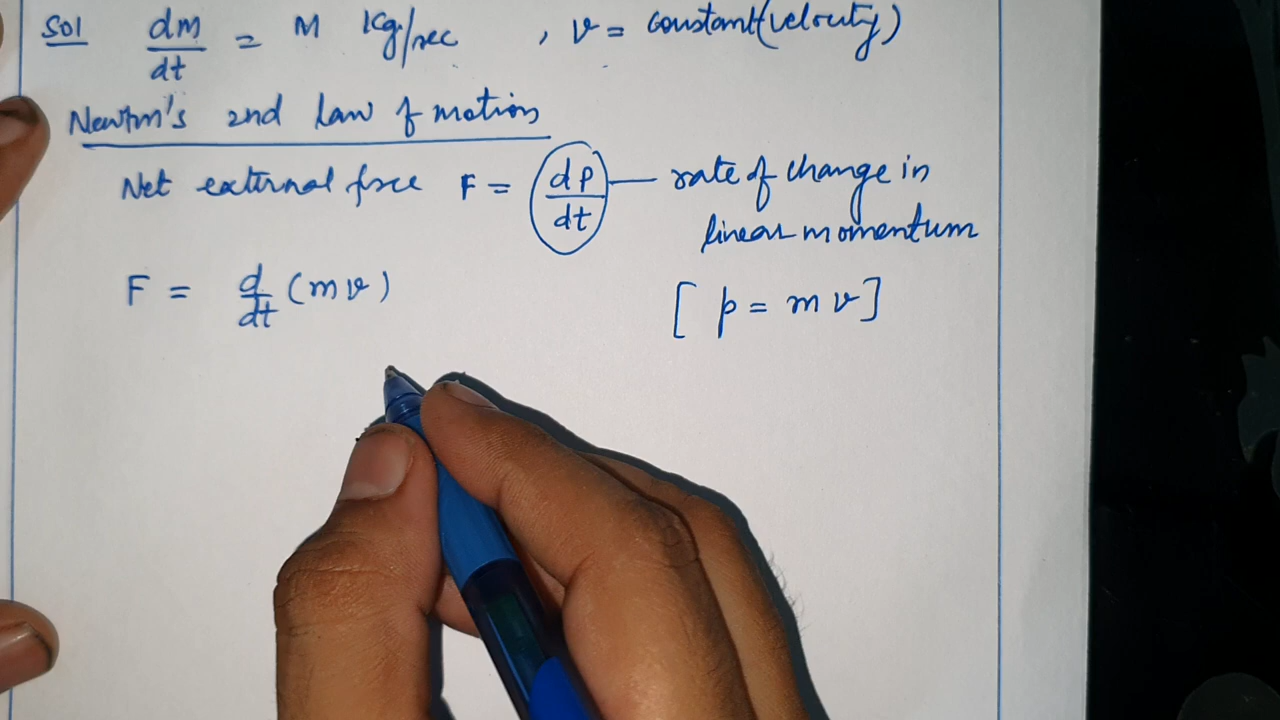 Sol dm/dt = M Kg/sec , v = constant(velocity)
Newton's 2nd Law of motion
Net external force F = dp/dt — rate of change in
linear momentum
F = d/dt (mv) [ p = mv ]